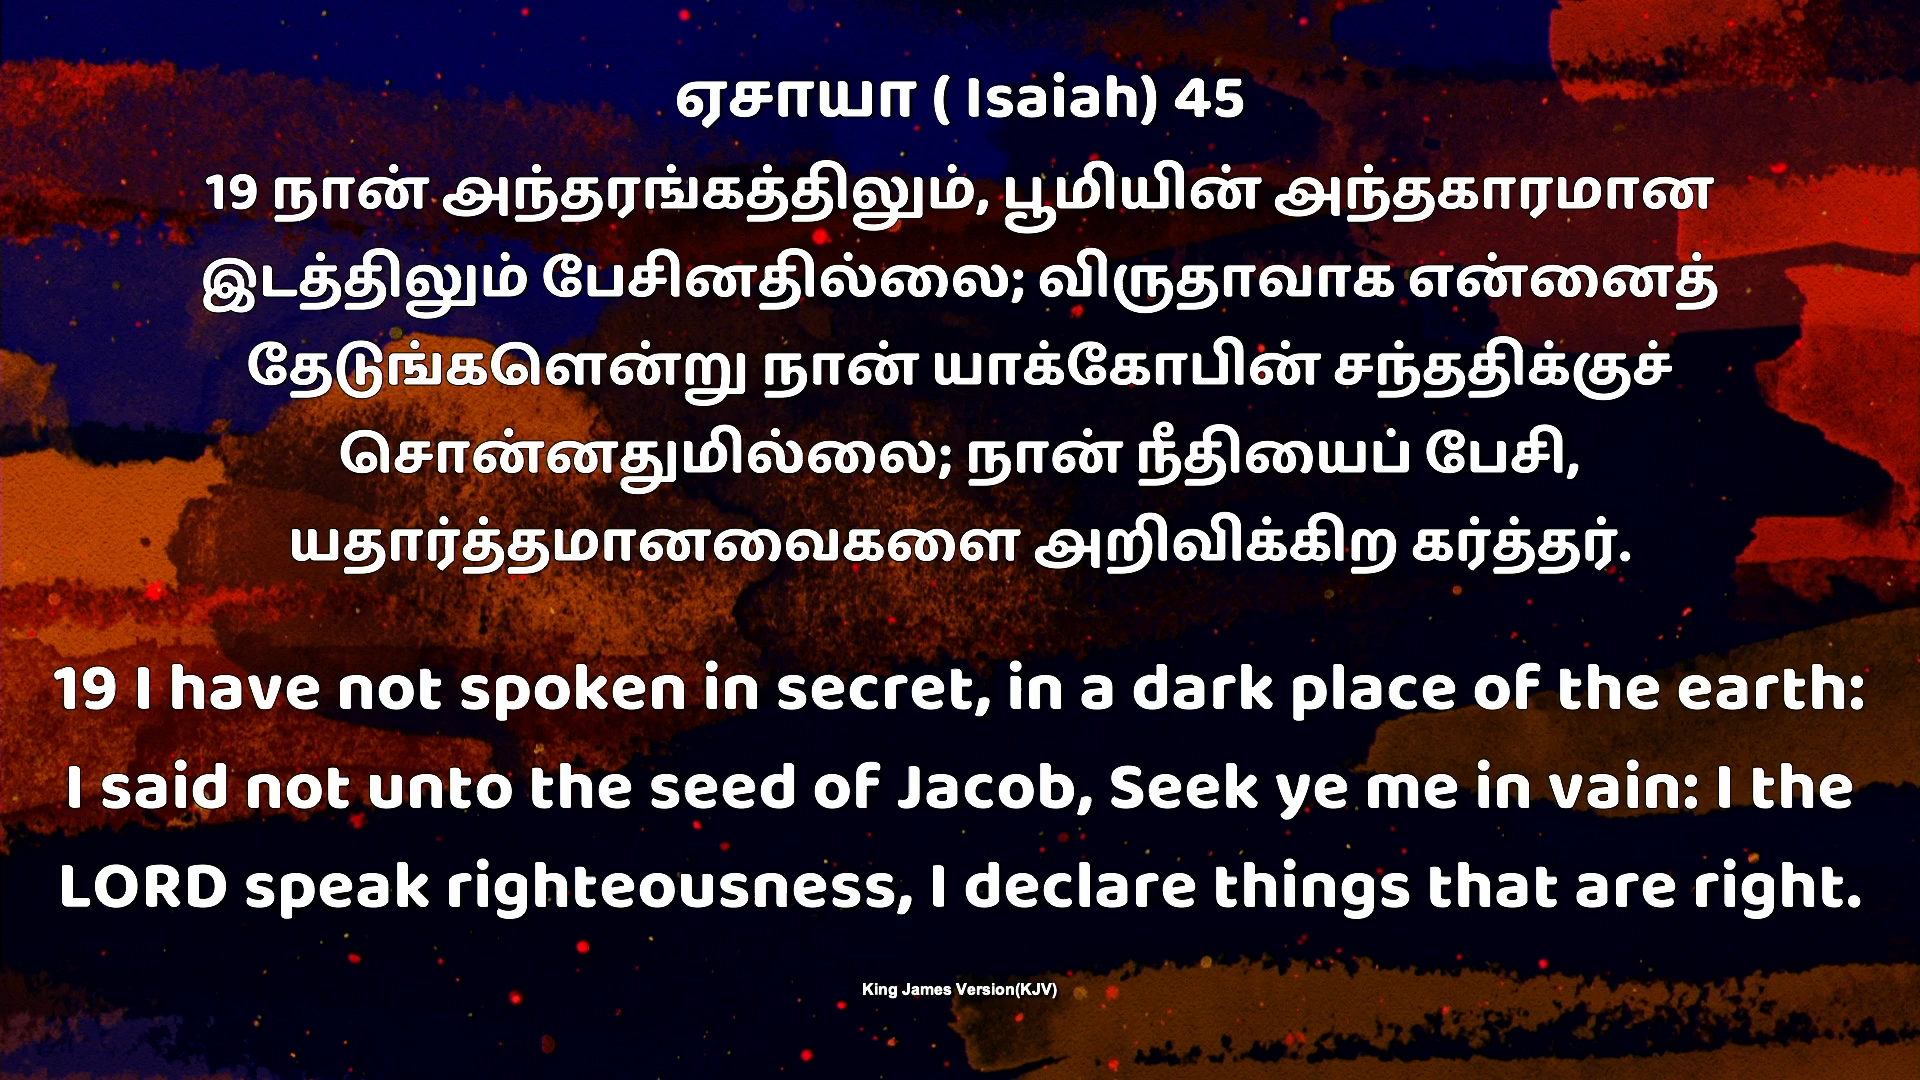 ஏசாயா ( Isaiah) 45
19 நான் அந்தரங்கத்திலும், பூமியின் அந்தகாரமான
இடத்திலும் பேசினதில்லை; விருதாவாக என்னைத்
தேடுங்களென்று நான் யாக்கோபின் சந்ததிக்குச்
சொன்னதுமில்லை; நான் நீதியைப் பேசி,
யதார்த்தமானவைகளை அறிவிக்கிற கர்த்தர்.
19 I have not spoken in secret, in a dark place of the earth:
I said not unto the seed of Jacob, Seek ye me in vain: I the
LORD speak righteousness, I declare things that are right.
King James Version(KJV)